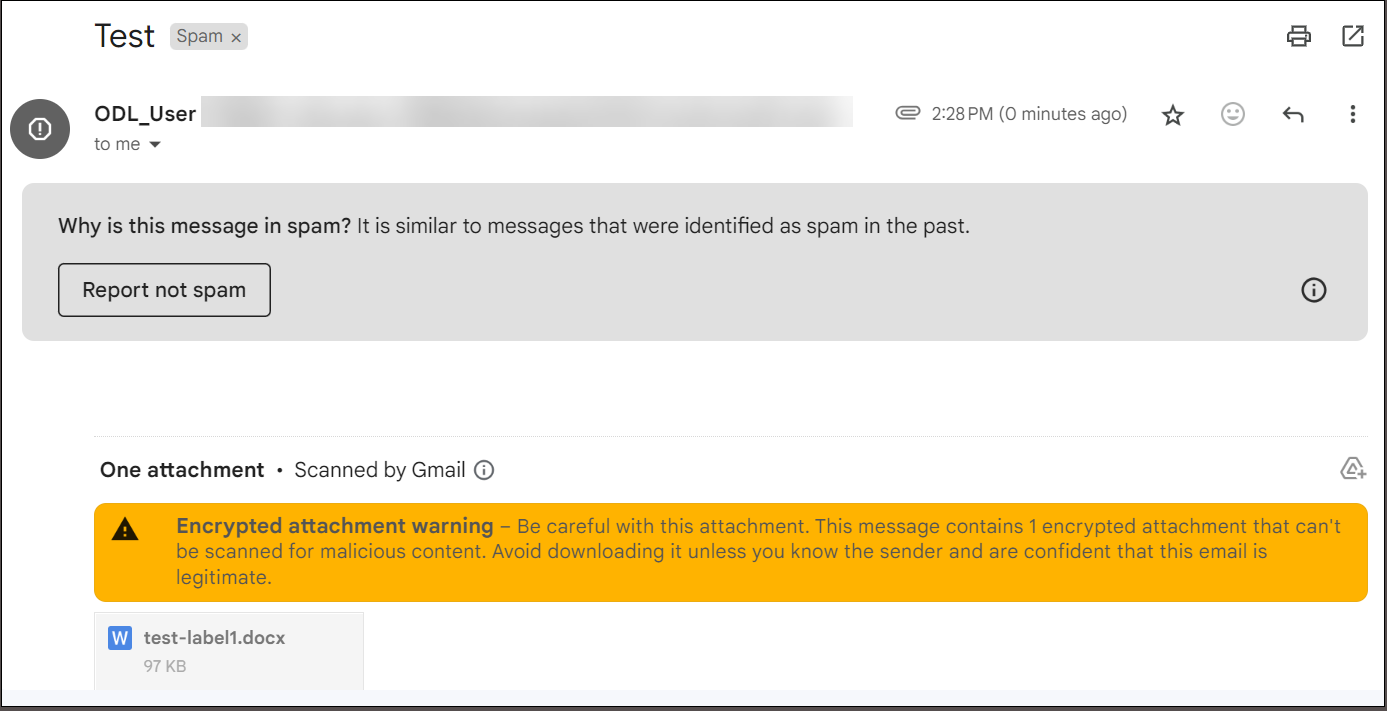 Test Spam ×
ODL_User
2:28 PM (0 minutes ago)
to me
Why is this message in spam? It is similar to messages that were identified as spam in the past.
Report not spam
One attachment • Scanned by Gmail
Encrypted attachment warning – Be careful with this attachment. This message contains 1 encrypted attachment that can't
be scanned for malicious content. Avoid downloading it unless you know the sender and are confident that this email is
legitimate.
W test-label1.docx
97 KB